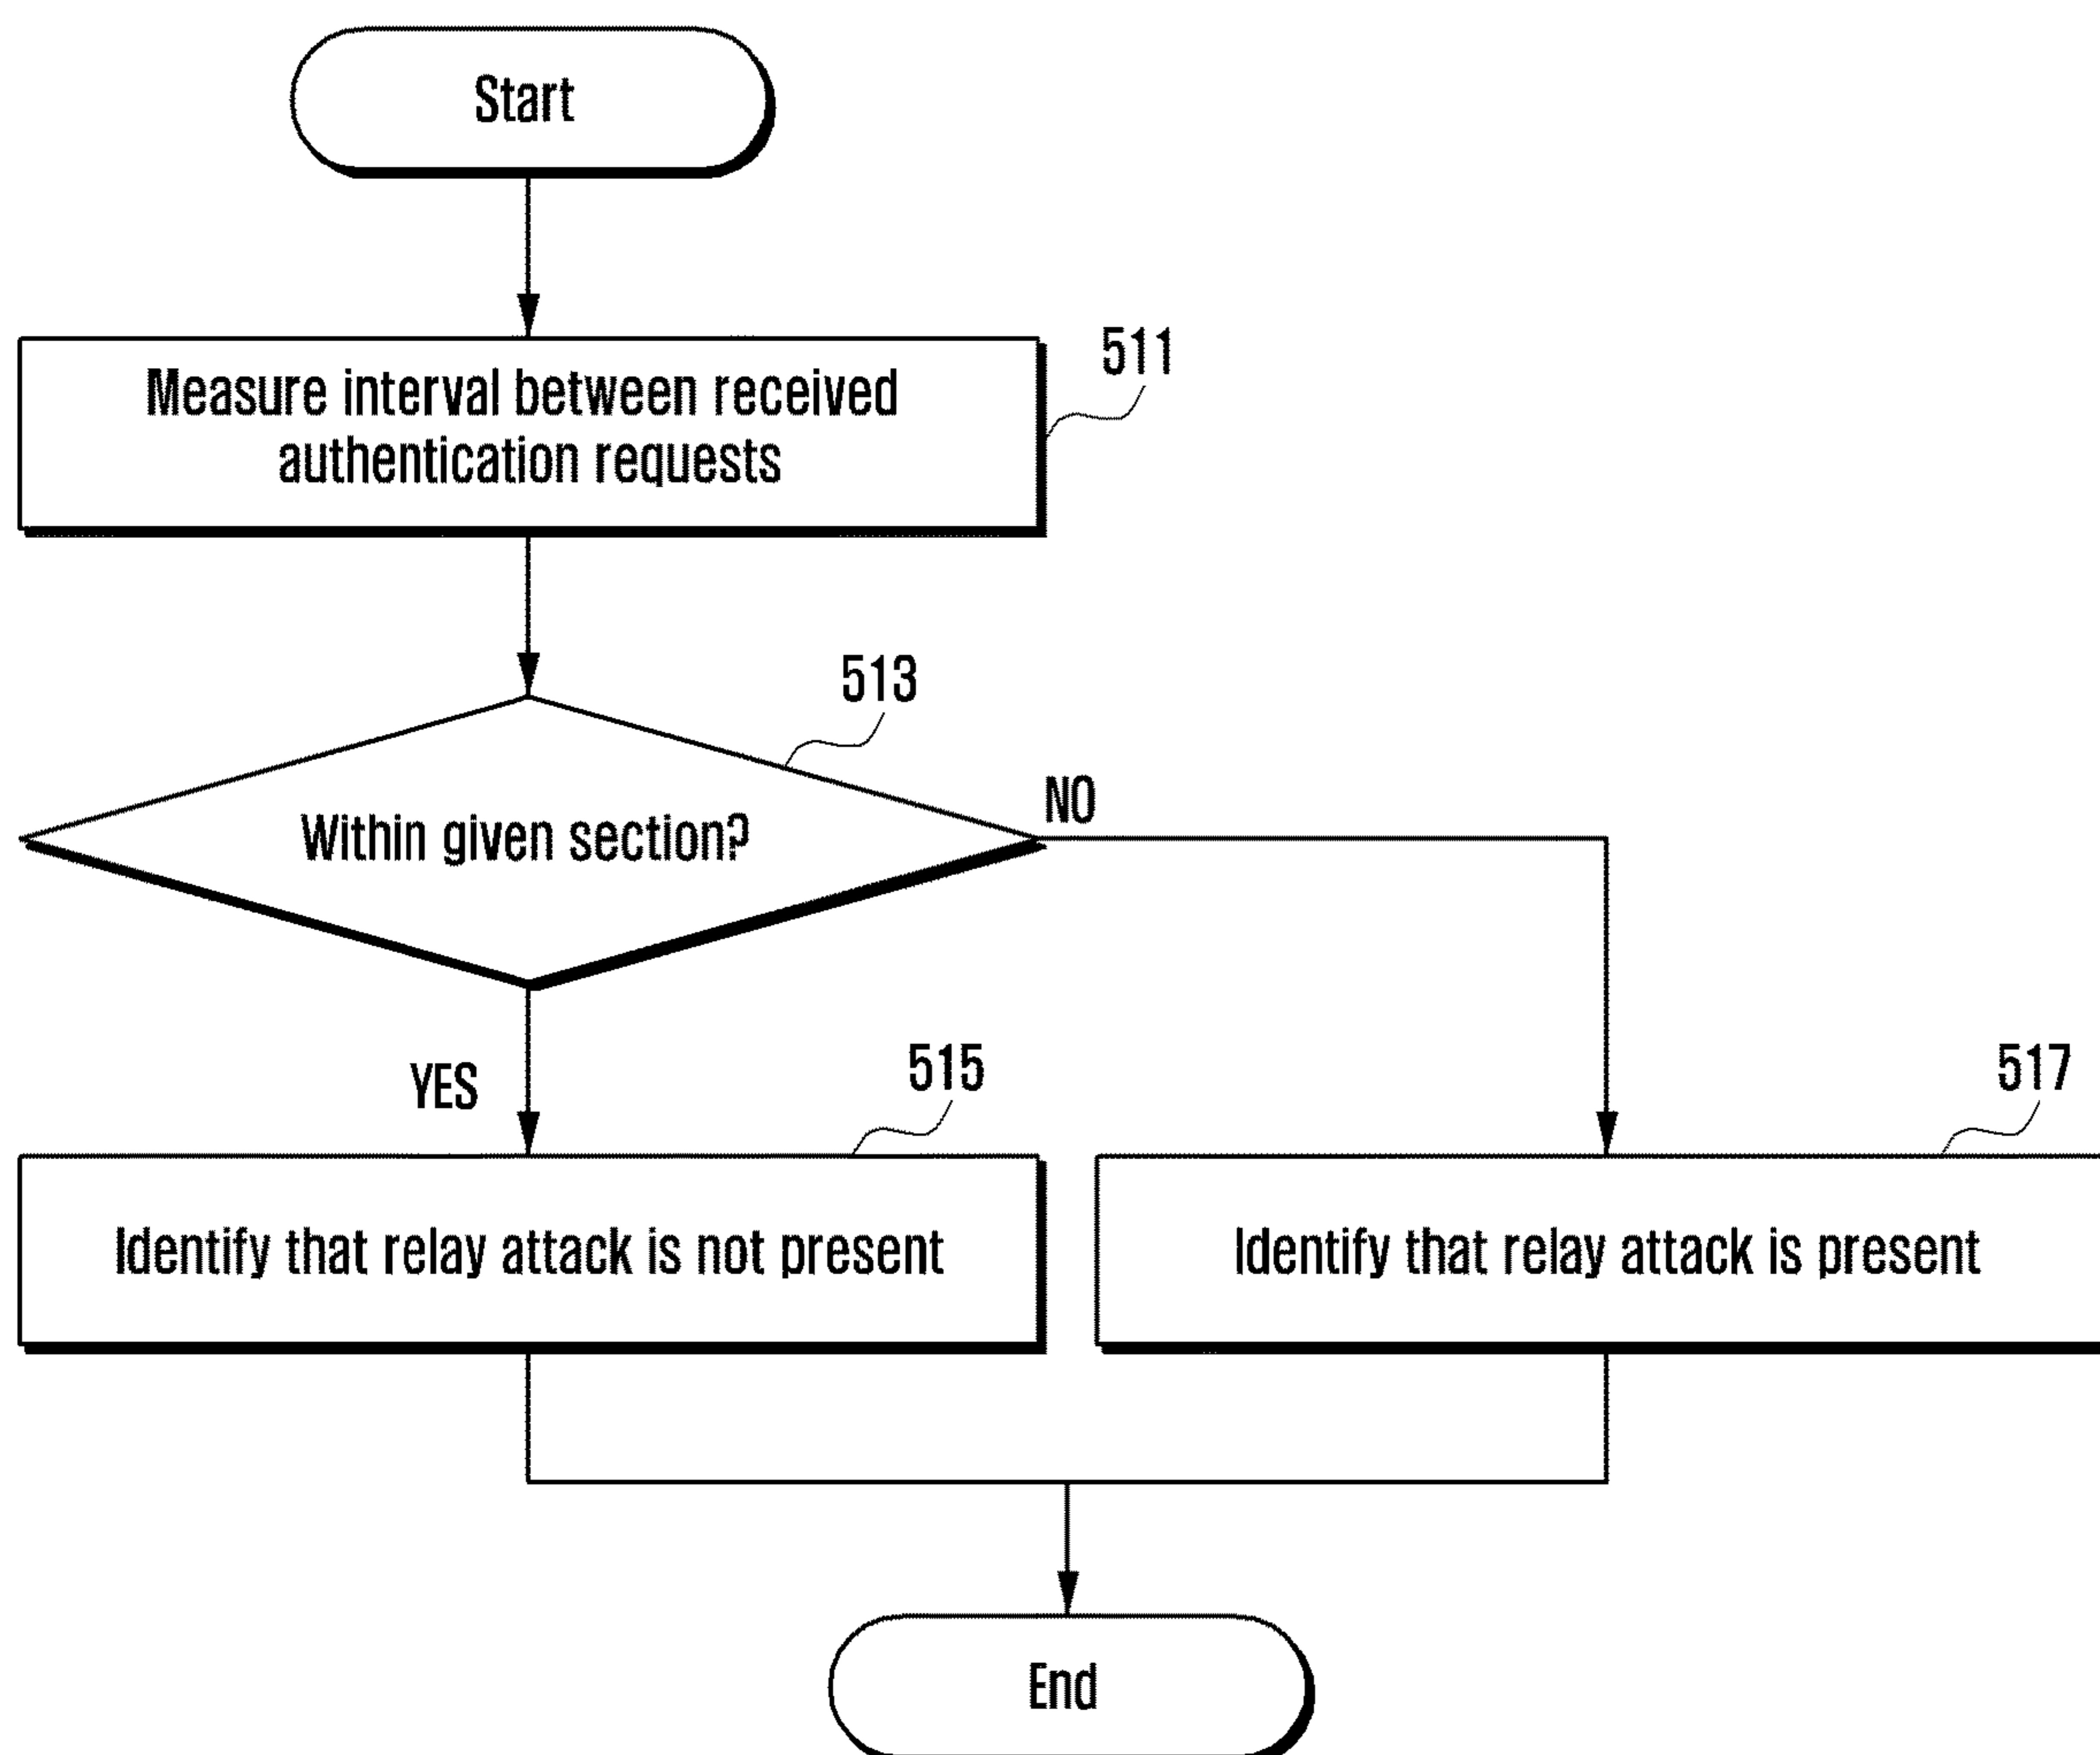 Start
Measure interval between received
authentication requests
511
513
Within given section?
NO
YES
515
517
Identify that relay attack is not present
Identify that relay attack is present
End